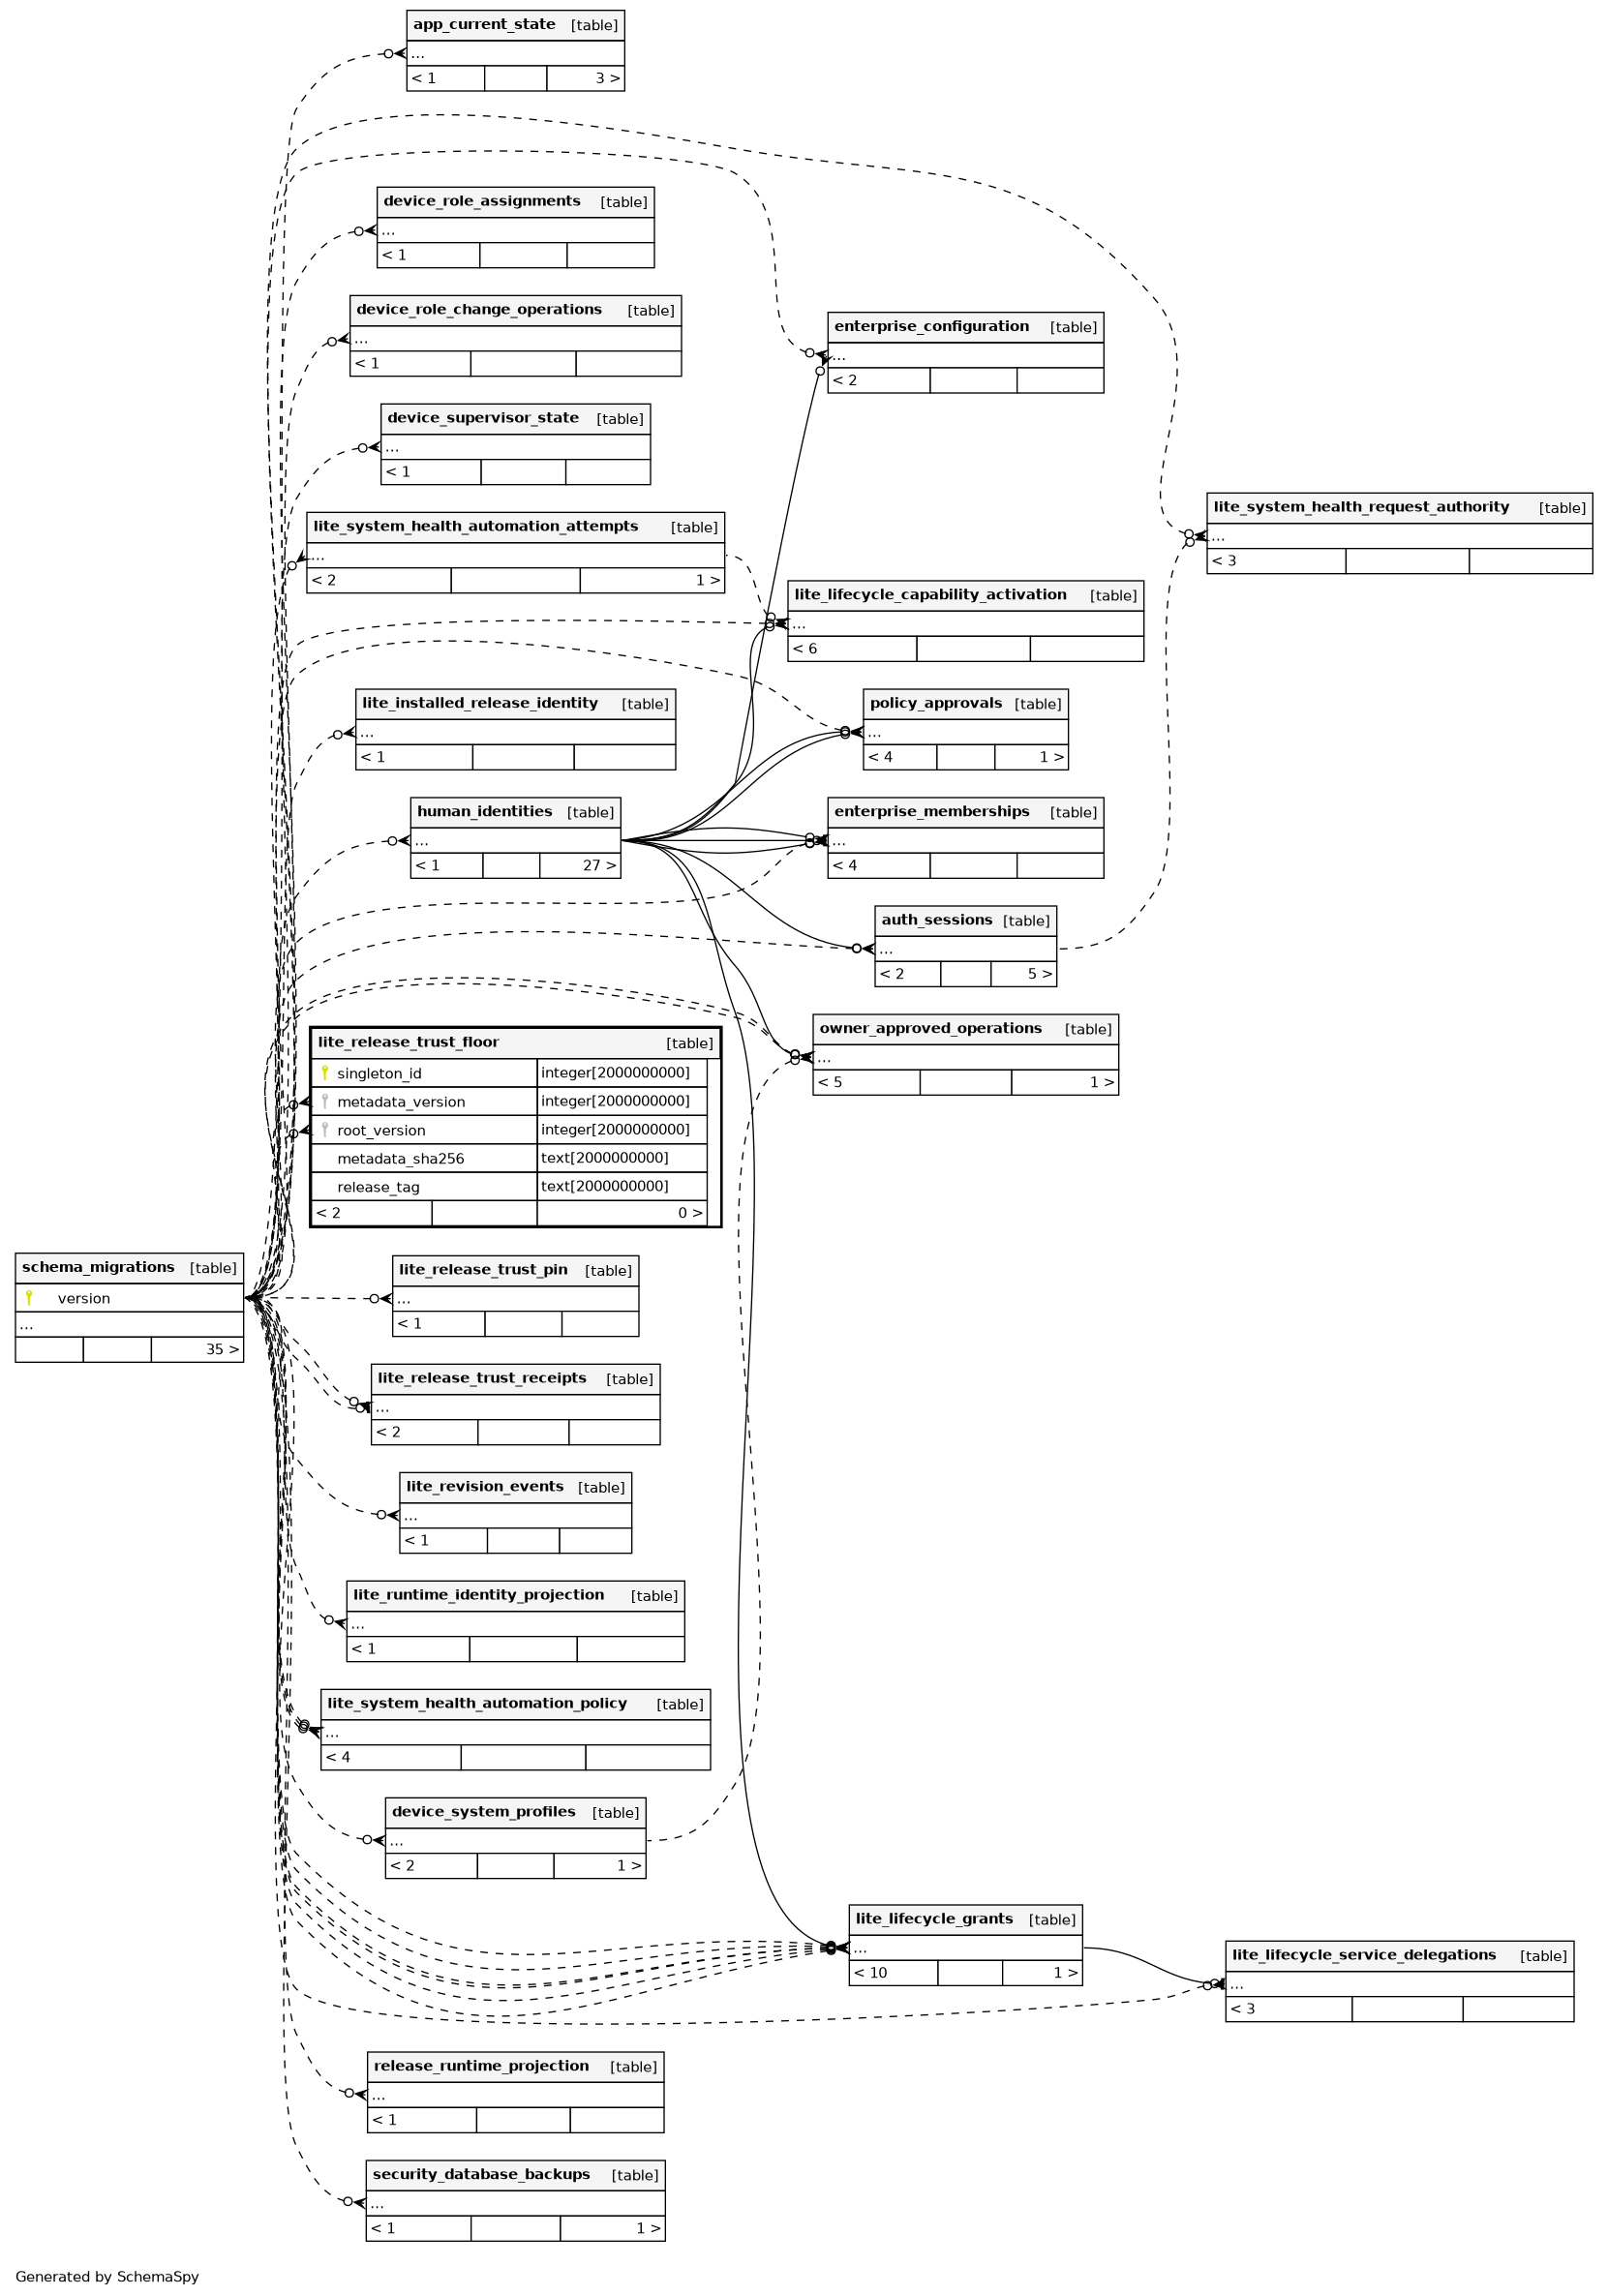 app_current_state [table]
...
< 1 3 >
device_role_assignments [table]
...
< 1
device_role_change_operations [table]
...
< 1
enterprise_configuration [table]
...
< 2
device_supervisor_state [table]
...
< 1
lite_system_health_request_authority [table]
...
< 3
lite_system_health_automation_attempts [table]
...
< 2 1 >
lite_lifecycle_capability_activation [table]
...
< 6
lite_installed_release_identity [table]
...
< 1
policy_approvals [table]
...
< 4 1 >
human_identities [table]
...
< 1 27 >
enterprise_memberships [table]
...
< 4
auth_sessions [table]
...
< 2 5 >
owner_approved_operations [table]
...
< 5 1 >
lite_release_trust_floor [table]
singleton_id integer[2000000000]
metadata_version integer[2000000000]
root_version integer[2000000000]
metadata_sha256 text[2000000000]
release_tag text[2000000000]
< 2 0 >
schema_migrations [table]
version
...
35 >
lite_release_trust_pin [table]
...
< 1
lite_release_trust_receipts [table]
...
< 2
lite_revision_events [table]
...
< 1
lite_runtime_identity_projection [table]
...
< 1
lite_system_health_automation_policy [table]
...
< 4
device_system_profiles [table]
...
< 2 1 >
lite_lifecycle_grants [table]
...
< 10 1 >
lite_lifecycle_service_delegations [table]
...
< 3
release_runtime_projection [table]
...
< 1
security_database_backups [table]
...
< 1 1 >
Generated by SchemaSpy